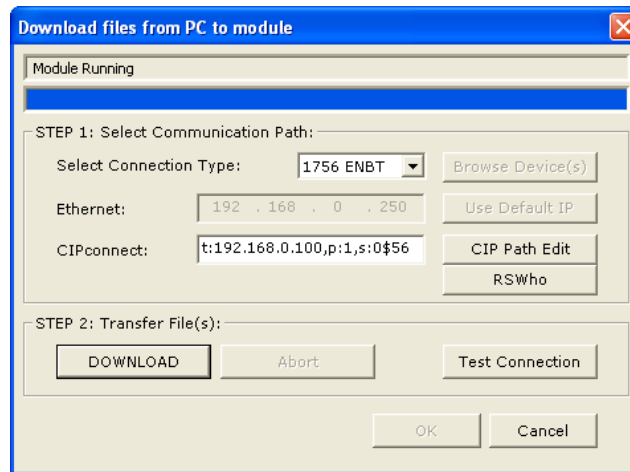 Download files from PC to module
Module Running
STEP 1: Select Communication Path:
Select Connection Type: 1756 ENBT Browse Device(s)
Ethernet: 192 . 168 . 0 . 250 Use Default IP
CIPconnect: t:192.168.0.100,p:1,s:0$56 CIP Path Edit
RSWho
STEP 2: Transfer File(s):
DOWNLOAD Abort Test Connection
OK Cancel